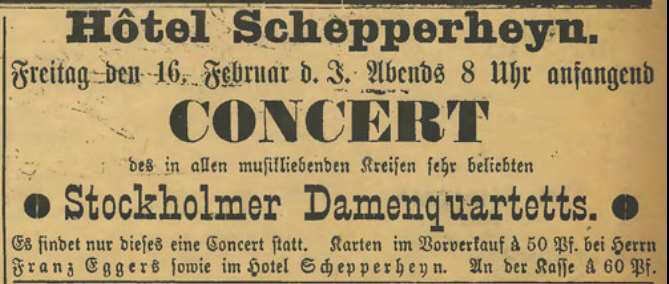 Hôtel Schepperheyn.
Freitag den 16. Februar d. J. Abends 8 Uhr anfangend
CONCERT
des in allen musikliebenden Kreisen sehr beliebten
● Stockholmer Damenquartetts. ●
Es findet nur dieses eine Concert statt. Karten im Vorverkauf à 50 Pf. bei Herrn
Franz Eggers sowie im Hotel Schepperheyn. An der Kasse à 60 Pf.